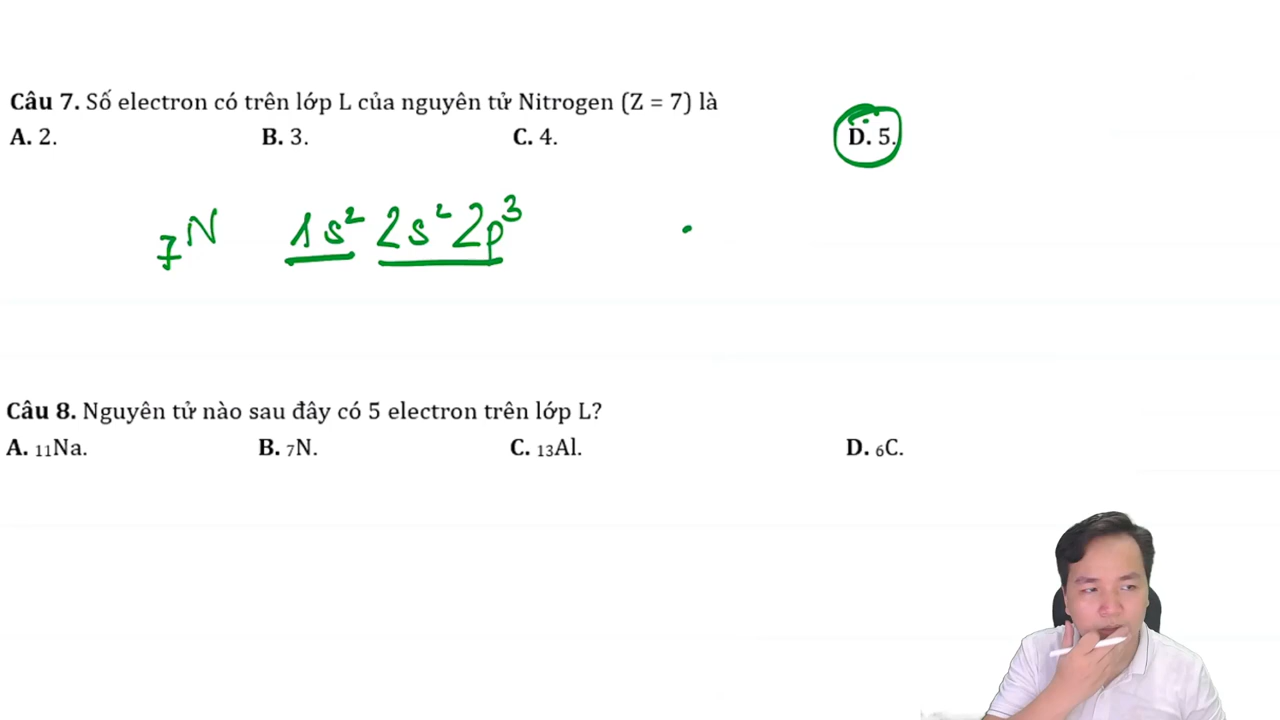 Câu 7. Số electron có trên lớp L của nguyên tử Nitrogen (Z = 7) là
A. 2. B. 3. C. 4. D. 5.
₇N 1s² 2s² 2p³
Câu 8. Nguyên tử nào sau đây có 5 electron trên lớp L?
A. ₁₁Na. B. ₇N. C. ₁₃Al. D. ₆C.